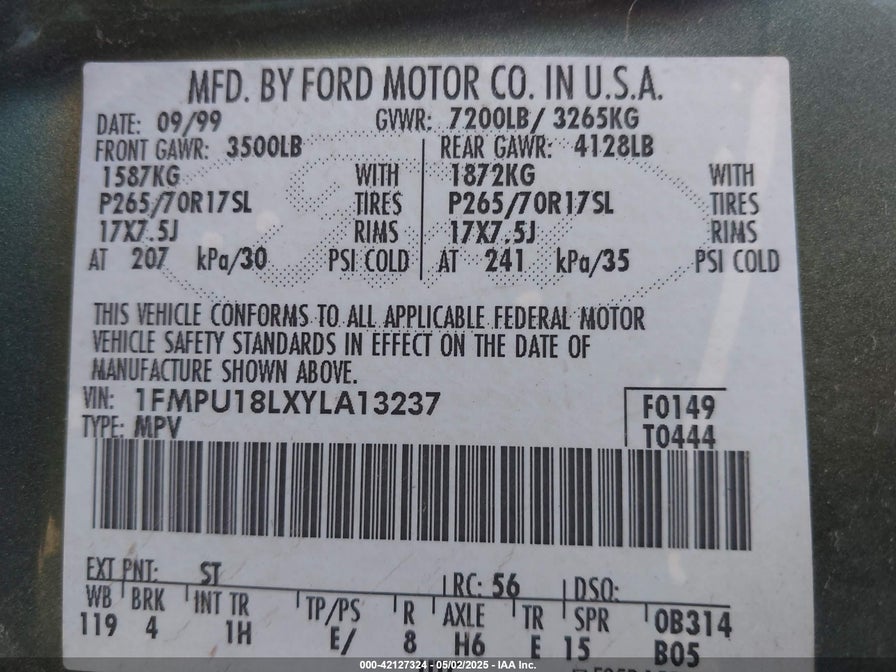 MFD. BY FORD MOTOR CO. IN U.S.A.
DATE: 09/99 GVWR: 7200LB/ 3265KG
FRONT GAWR: 3500LB REAR GAWR: 4128LB
1587KG WITH 1872KG WITH
P265/70R17SL TIRES P265/70R17SL TIRES
17X7.5J RIMS 17X7.5J RIMS
AT 207 kPa/30 PSI COLD AT 241 kPa/35 PSI COLD
THIS VEHICLE CONFORMS TO ALL APPLICABLE FEDERAL MOTOR
VEHICLE SAFETY STANDARDS IN EFFECT ON THE DATE OF
MANUFACTURE SHOWN ABOVE.
VIN: 1FMPU18LXYLA13237 F0149
TYPE: MPV T0444
EXT PNT: ST RC: 56 DSO:
WB BRK INT TR TP/PS R AXLE TR SPR 0B314
119 4 1H E/ 8 H6 E 15 B05
000-42127324 - 05/02/2025 - IAA Inc.